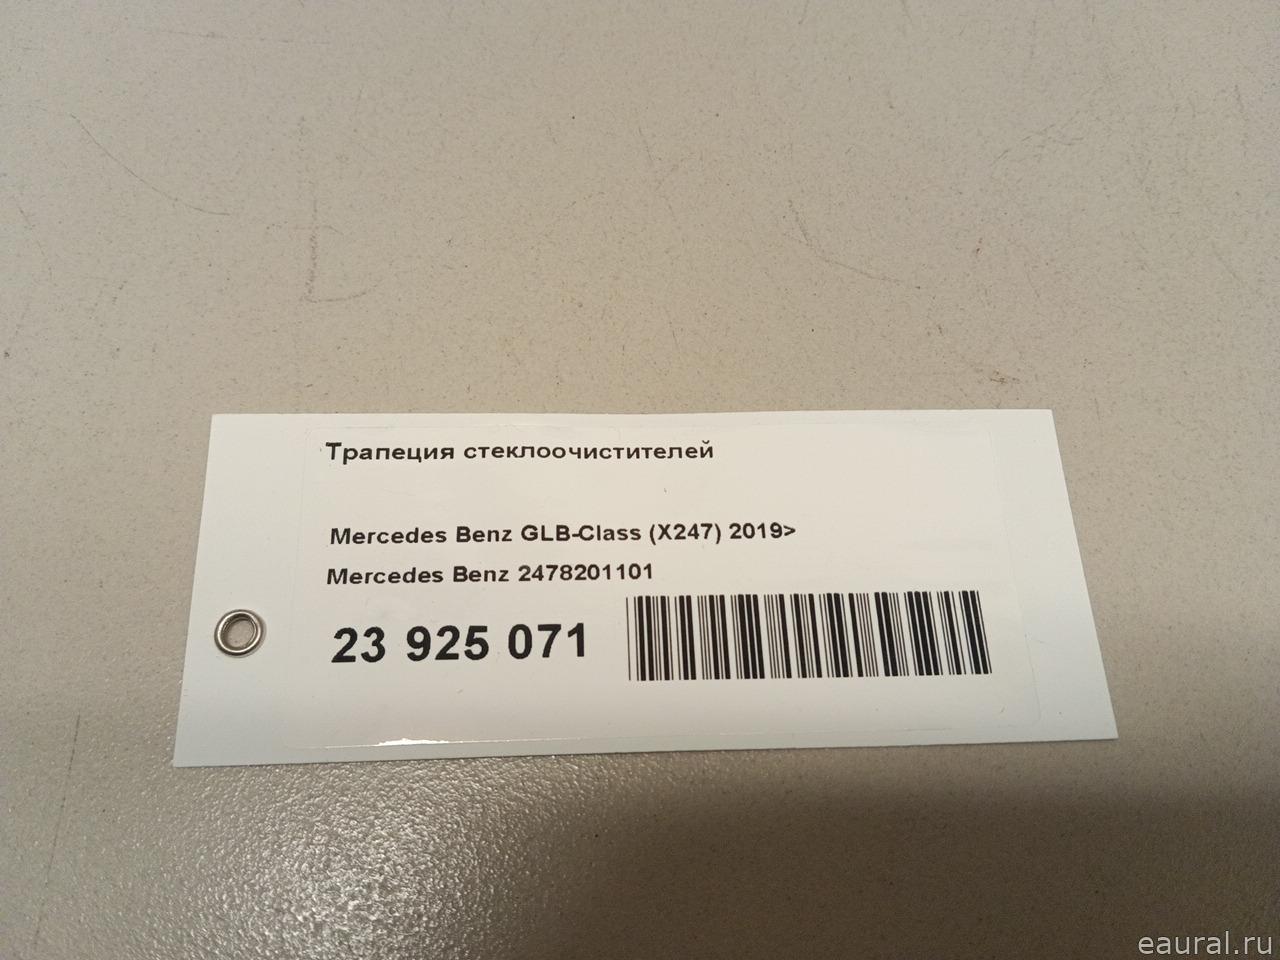 Трапеция стеклоочистителей
Mercedes Benz GLB-Class (X247) 2019>
Mercedes Benz 2478201101
23 925 071
eaural.ru